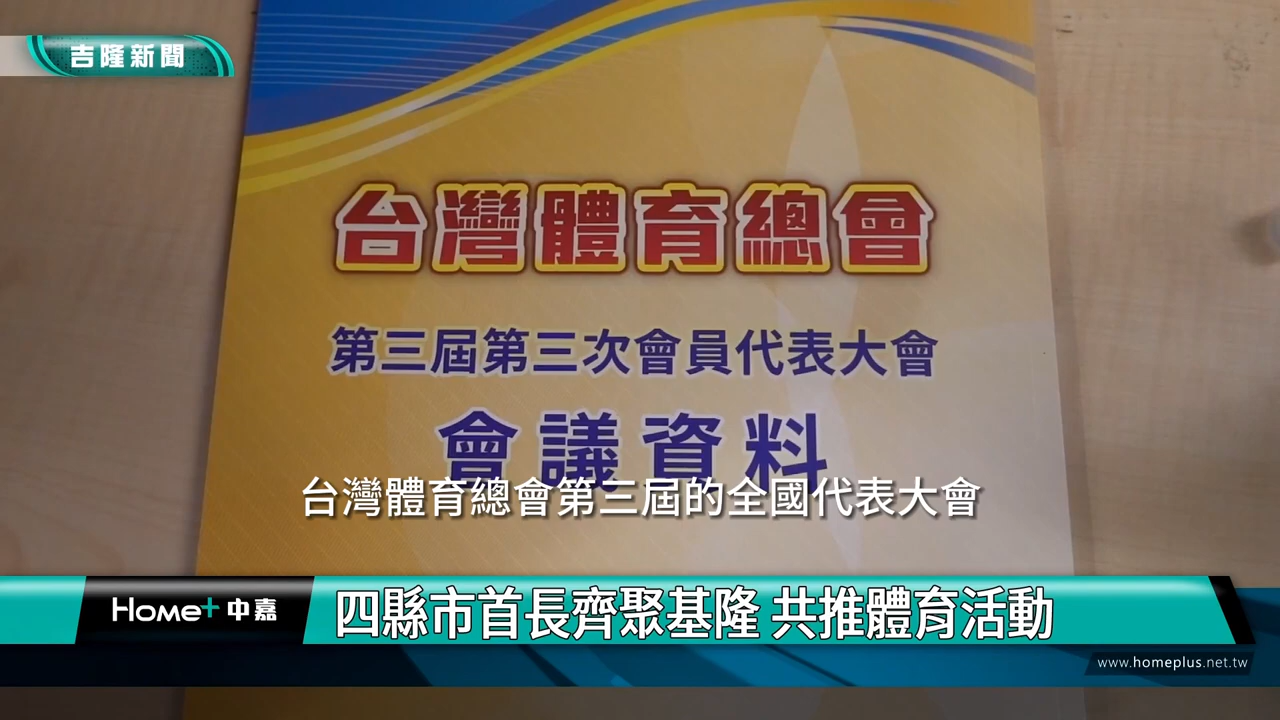 吉隆新聞
台灣體育總會
第三屆第三次會員代表大會
會議資料
台灣體育總會第三屆的全國代表大會
Home+中嘉
四縣市首長齊聚基隆 共推體育活動
www.homeplus.net.tw